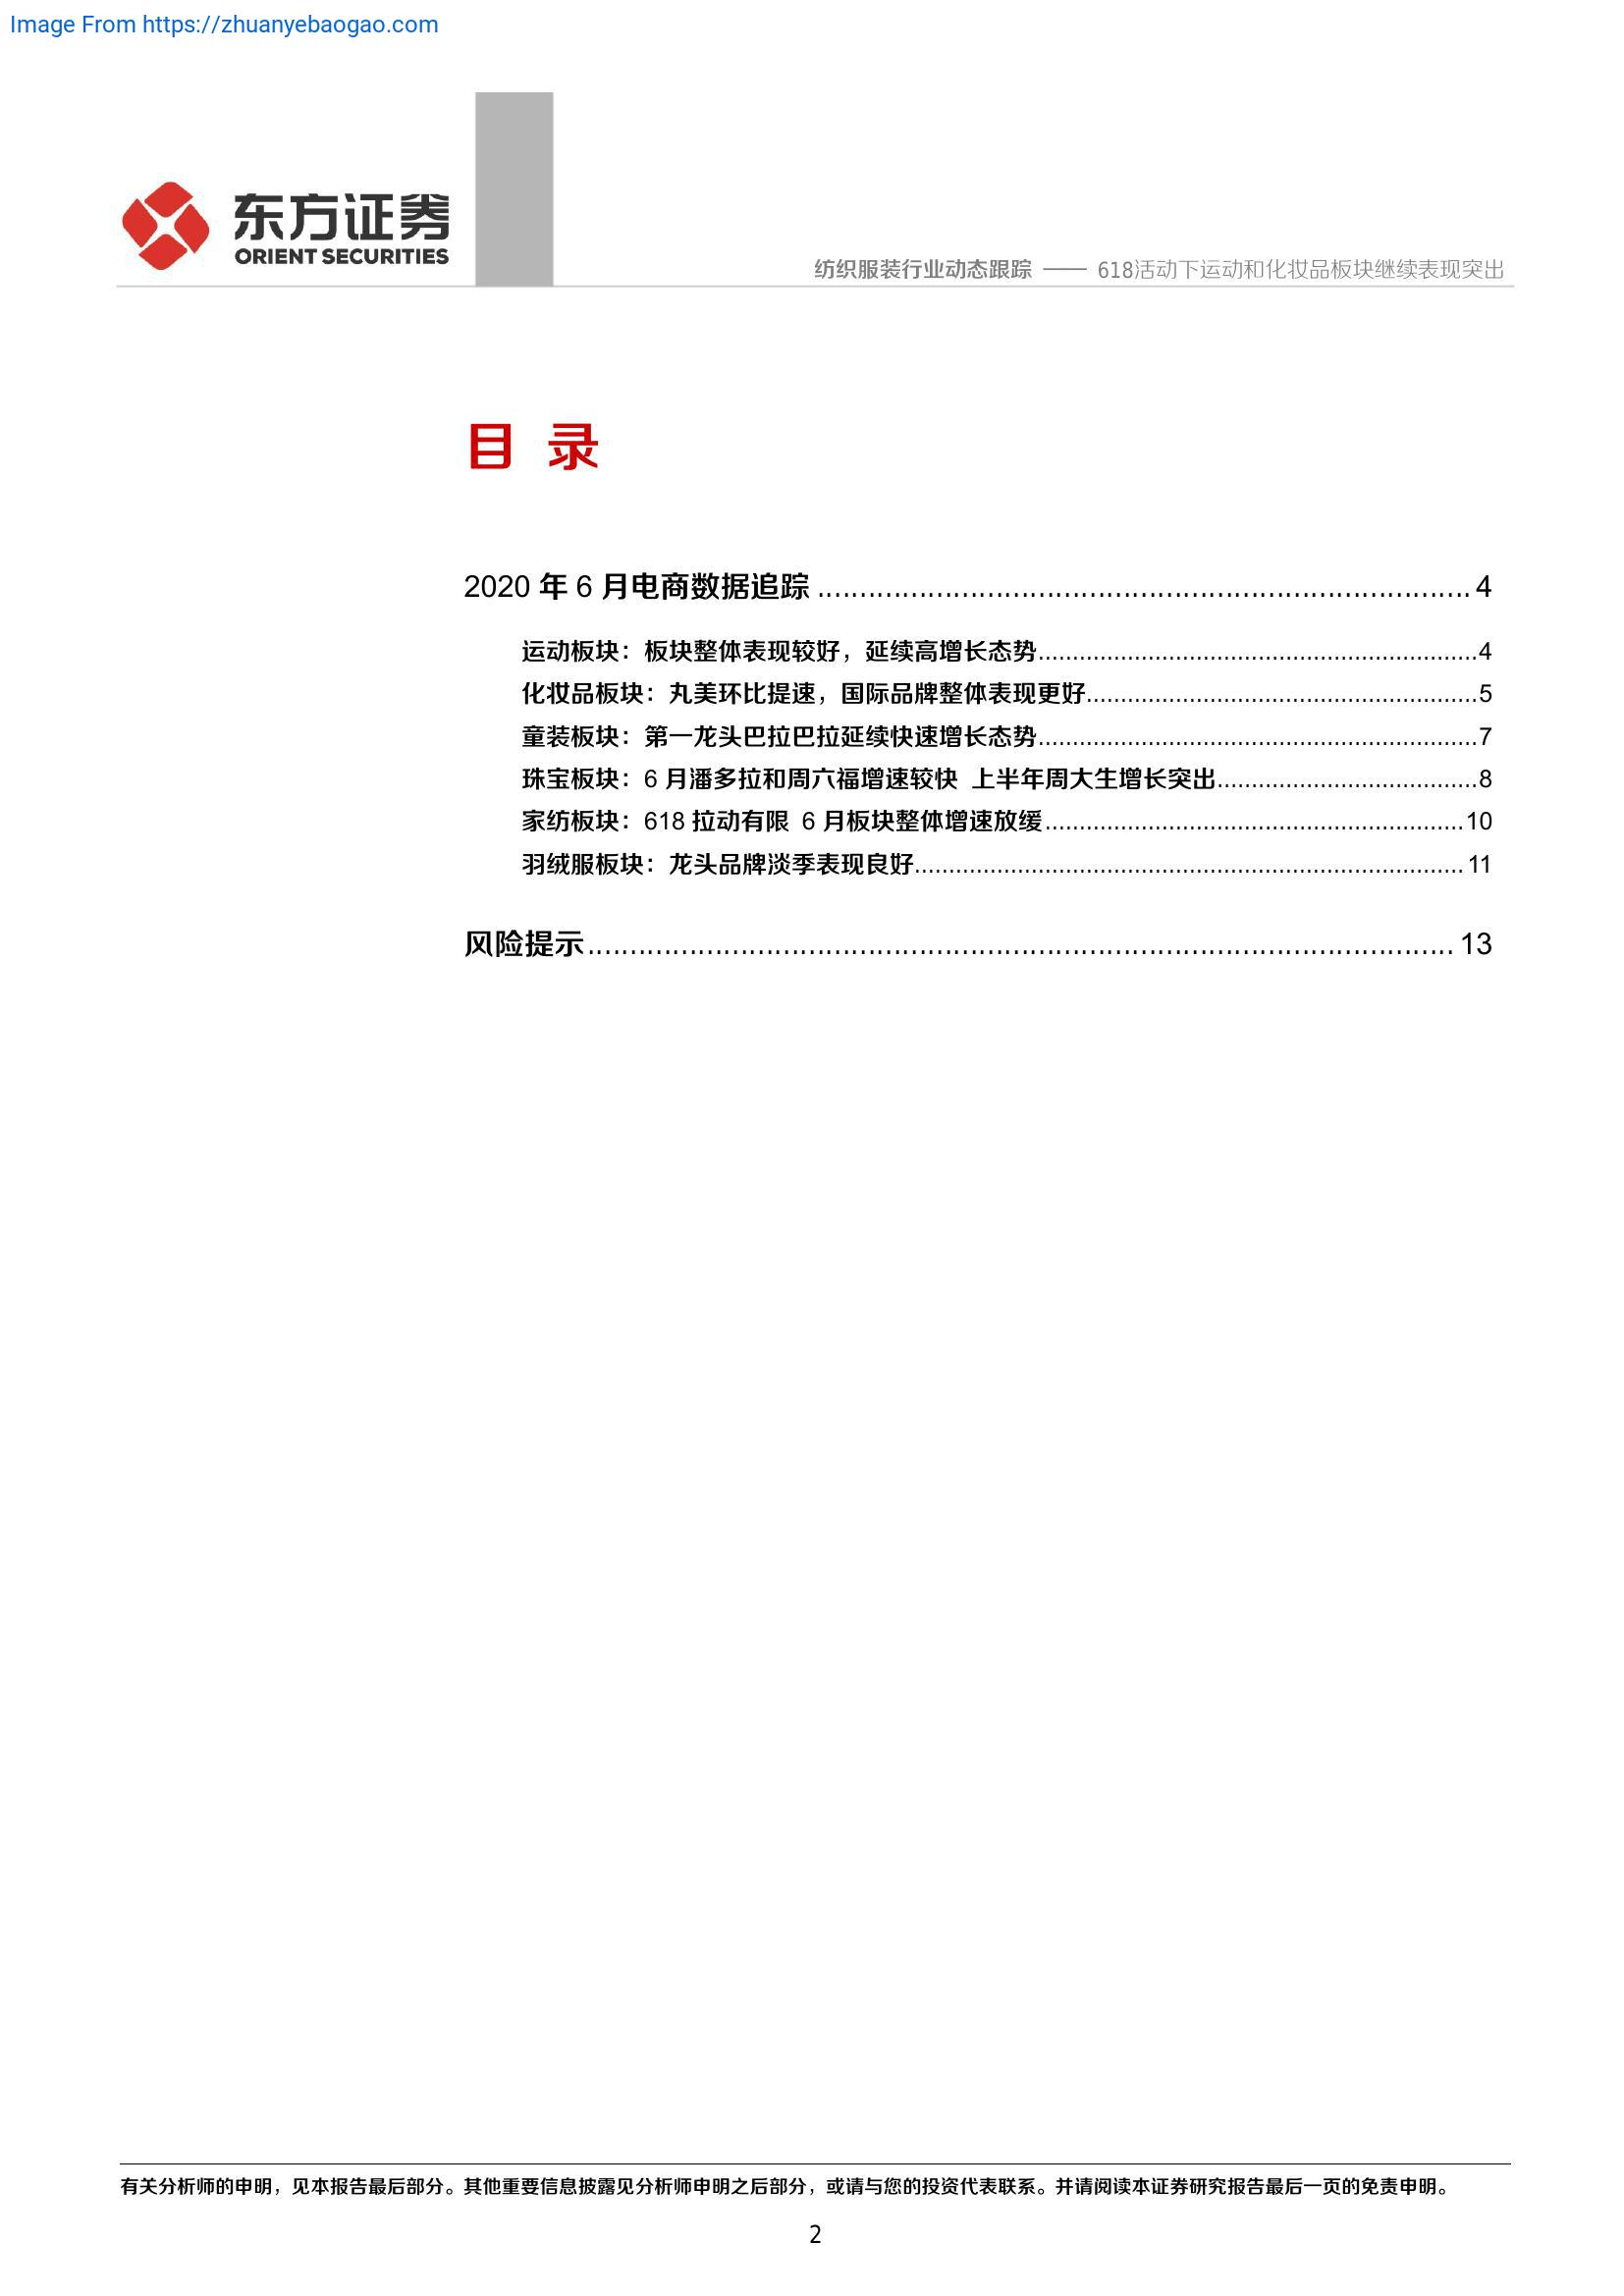 Image From https://zhuanyebaogao.com
东方证券
ORIENT SECURITIES
纺织服装行业动态跟踪 —— 618活动下运动和化妆品板块继续表现突出
目 录
2020 年 6 月电商数据追踪 ........................................................................... 4
运动板块：板块整体表现较好，延续高增长态势................................................................4
化妆品板块：丸美环比提速，国际品牌整体表现更好.........................................................5
童装板块：第一龙头巴拉巴拉延续快速增长态势................................................................7
珠宝板块：6 月潘多拉和周六福增速较快 上半年周大生增长突出......................................8
家纺板块：618 拉动有限 6 月板块整体增速放缓.............................................................10
羽绒服板块：龙头品牌淡季表现良好................................................................................11
风险提示.................................................................................................... 13
有关分析师的申明，见本报告最后部分。其他重要信息披露见分析师申明之后部分，或请与您的投资代表联系。并请阅读本证券研究报告最后一页的免责申明。
2